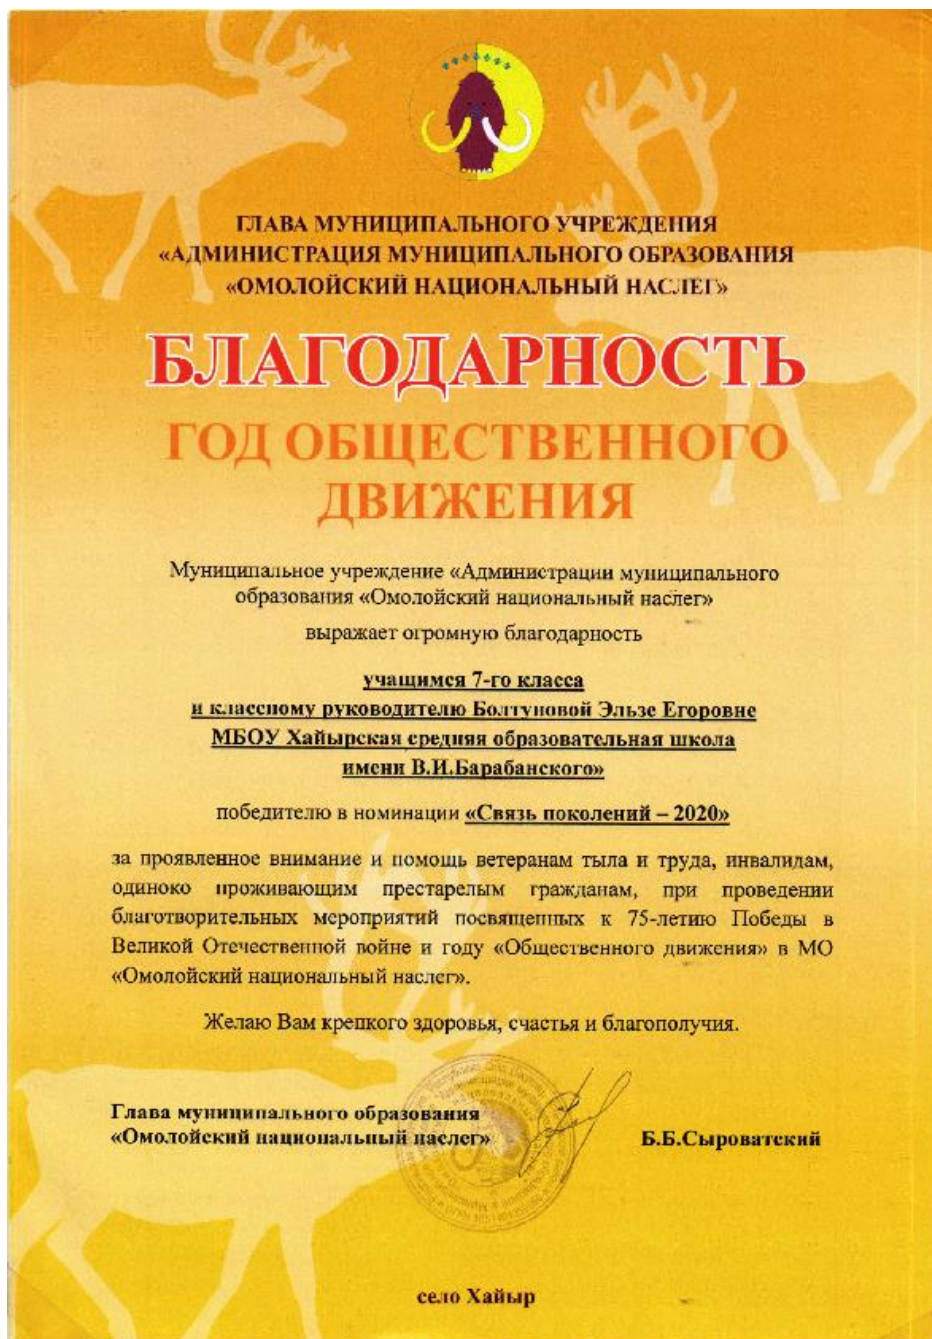 ГЛАВА МУНИЦИПАЛЬНОГО УЧРЕЖДЕНИЯ
«АДМИНИСТРАЦИЯ МУНИЦИПАЛЬНОГО ОБРАЗОВАНИЯ
«ОМОЛОЙСКИЙ НАЦИОНАЛЬНЫЙ НАСЛЕГ»
БЛАГОДАРНОСТЬ
ГОД ОБЩЕСТВЕННОГО
ДВИЖЕНИЯ
Муниципальное учреждение «Администрации муниципального
образования «Омолойский национальный наслег»
выражает огромную благодарность
учащимся 7-го класса
и классному руководителю Болтуновой Эльзе Егоровне
МБОУ Хайырская средняя образовательная школа
имени В.И.Барабанского»
победителю в номинации «Связь поколений – 2020»
за проявленное внимание и помощь ветеранам тыла и труда, инвалидам,
одиноко проживающим престарелым гражданам, при проведении
благотворительных мероприятий посвященных к 75-летию Победы в
Великой Отечественной войне и году «Общественного движения» в МО
«Омолойский национальный наслег».
Желаю Вам крепкого здоровья, счастья и благополучия.
Глава муниципального образования
«Омолойский национальный наслег»
Б.Б.Сыроватский
село Хайыр